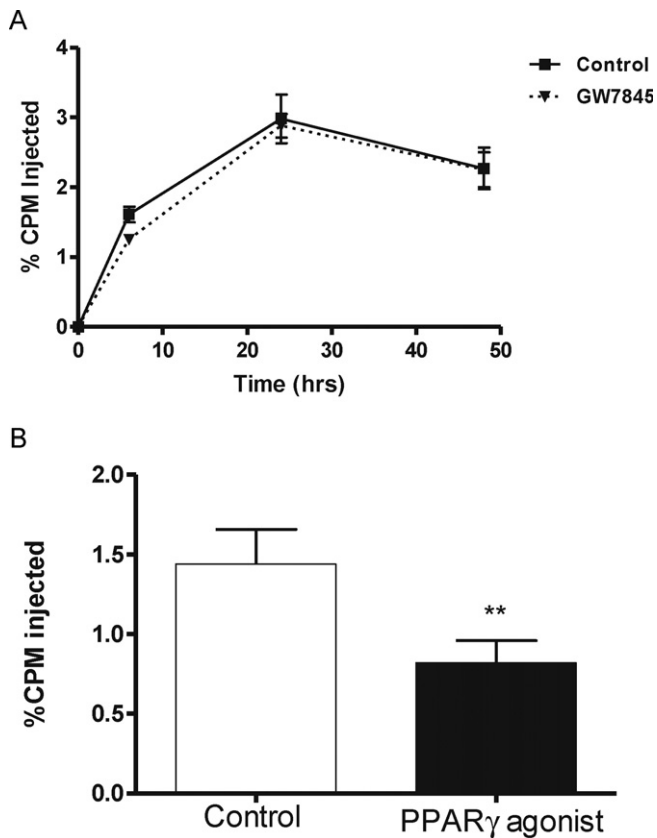 A
4
3
2
1
0
% CPM Injected
0 10 20 30 40 50
Time (hrs)
Control
GW7845
B
2.0
1.5
1.0
0.5
0.0
%CPM injected
**
Control PPARγ agonist